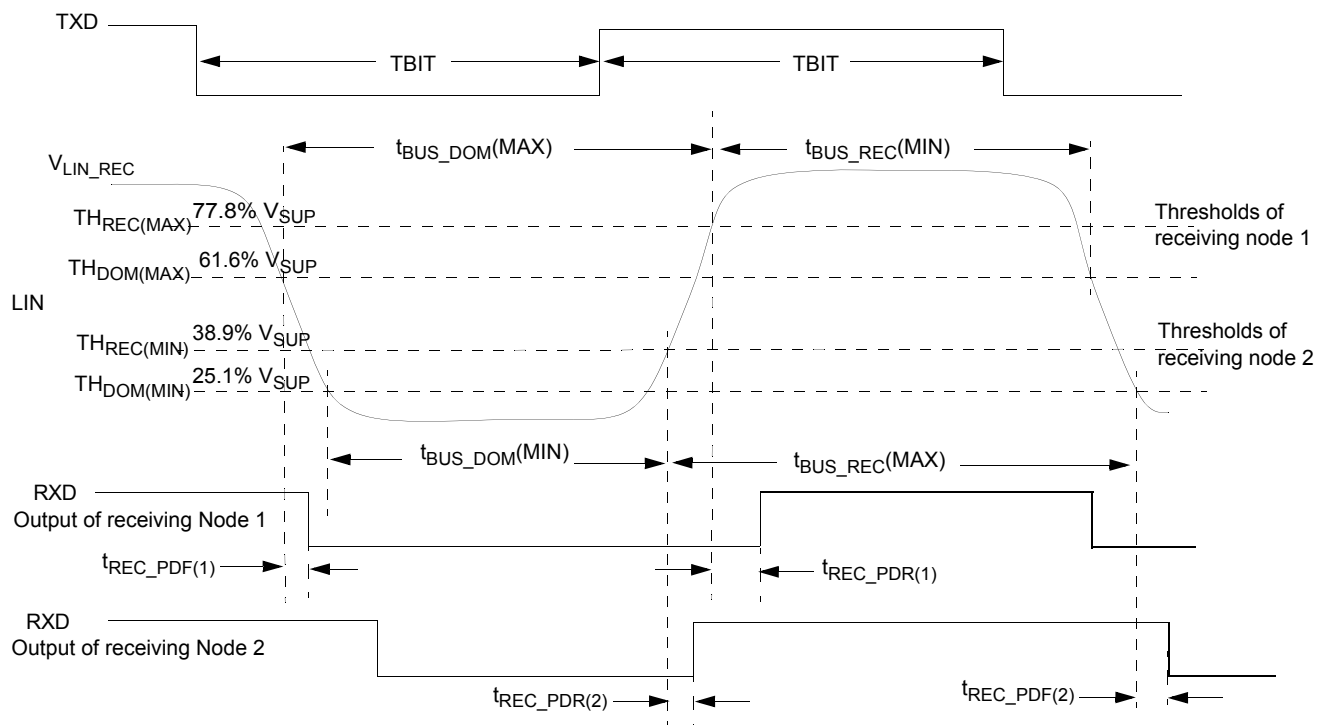 TXD
TBIT
TBIT
tBUS_DOM(MAX)
tBUS_REC(MIN)
VLIN_REC
THREC(MAX) 77.8% VSUP
Thresholds of
receiving node 1
THDOM(MAX) 61.6% VSUP
LIN
THREC(MIN) 38.9% VSUP
Thresholds of
receiving node 2
THDOM(MIN) 25.1% VSUP
tBUS_DOM(MIN)
tBUS_REC(MAX)
RXD
Output of receiving Node 1
tREC_PDF(1)
tREC_PDR(1)
RXD
Output of receiving Node 2
tREC_PDR(2)
tREC_PDF(2)